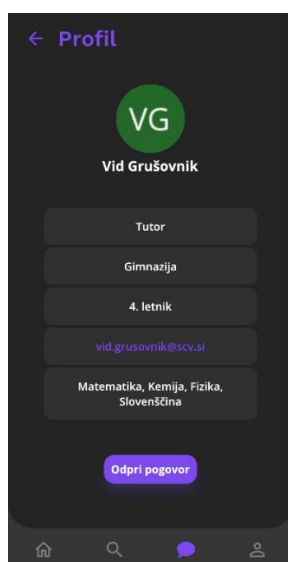 Profil
VG
Vid Grušovnik
Tutor
Gimnazija
4. letnik
vid.grusovnik@scv.si
Matematika, Kemija, Fizika,
Slovenščina
Odpri pogovor